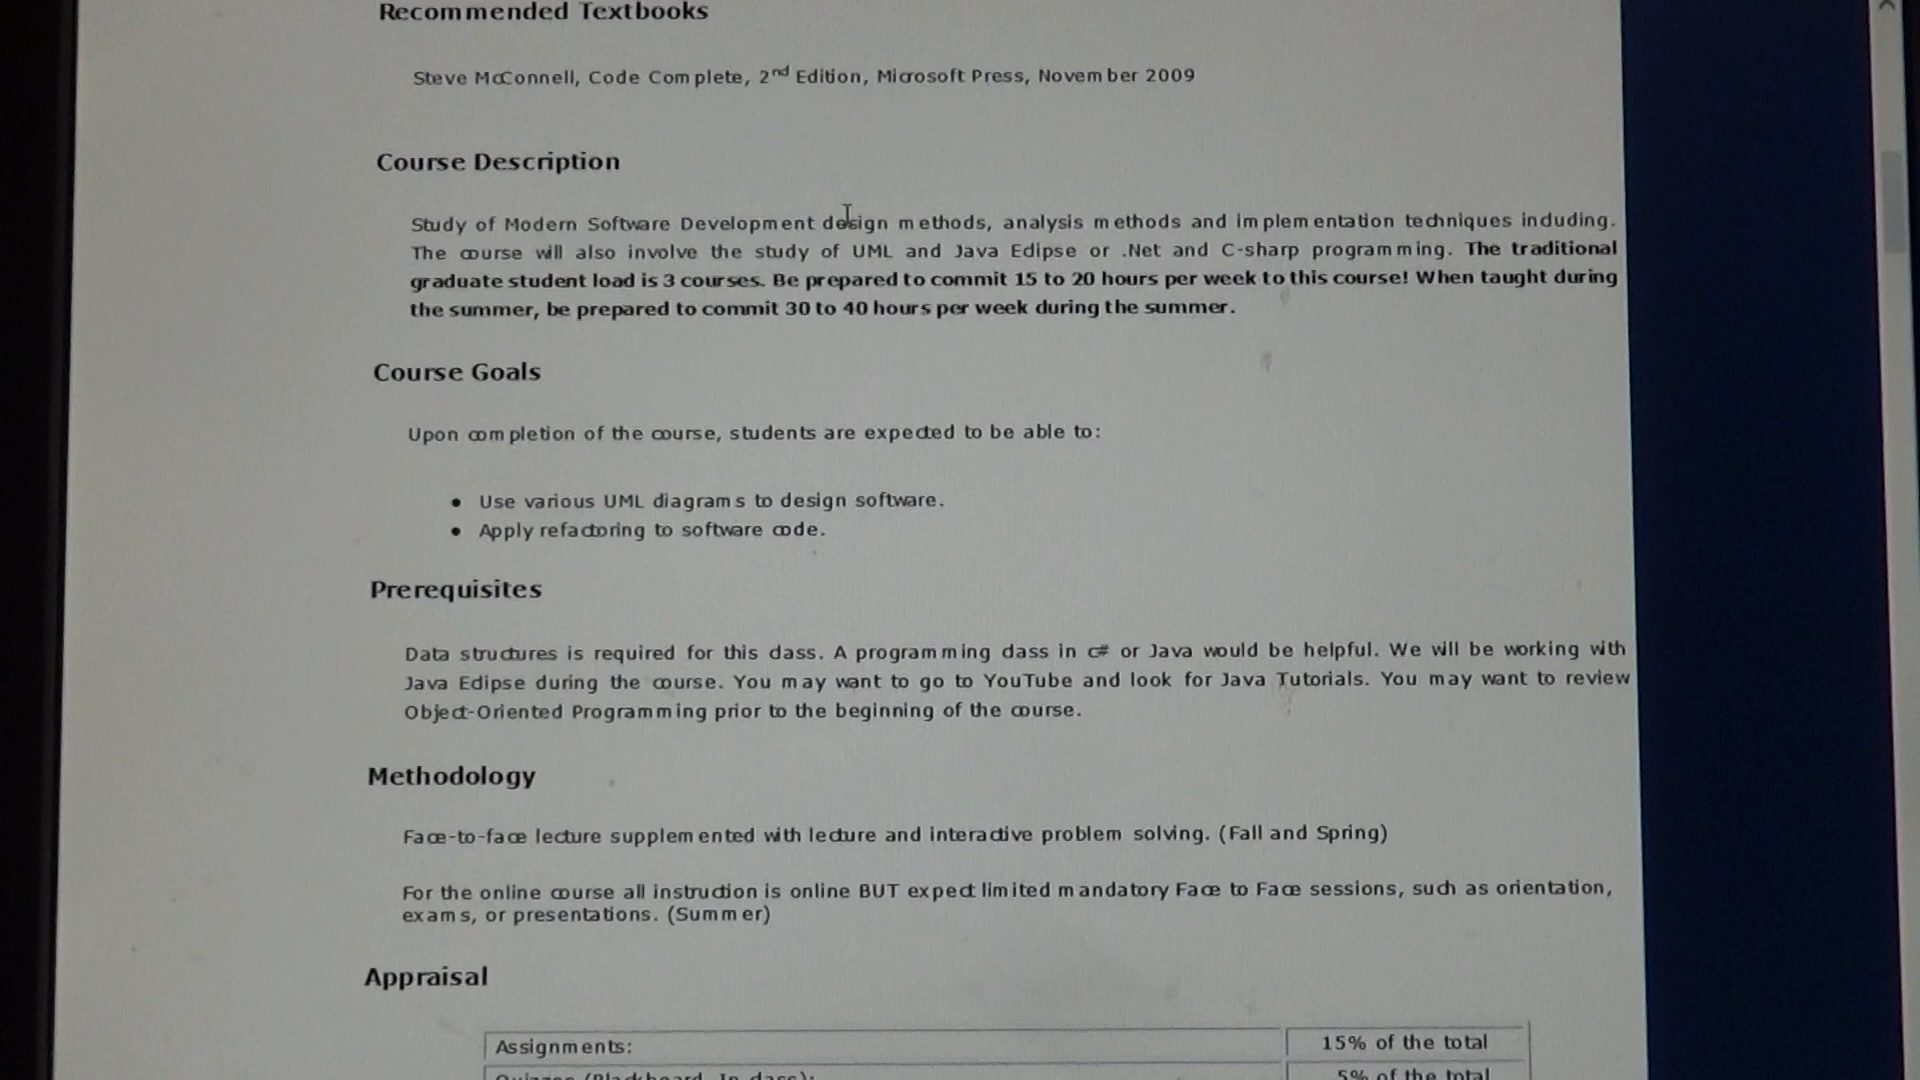 Recommended Textbooks
Steve McConnell, Code Complete, 2nd Edition, Microsoft Press, November 2009
Course Description
Study of Modern Software Development design methods, analysis methods and implementation techniques including.
The course will also involve the study of UML and Java Eclipse or .Net and C-sharp programming. The traditional
graduate student load is 3 courses. Be prepared to commit 15 to 20 hours per week to this course! When taught during
the summer, be prepared to commit 30 to 40 hours per week during the summer.
Course Goals
Upon completion of the course, students are expected to be able to:
• Use various UML diagrams to design software.
• Apply refactoring to software code.
Prerequisites
Data structures is required for this class. A programming class in c# or Java would be helpful. We will be working with
Java Eclipse during the course. You may want to go to YouTube and look for Java Tutorials. You may want to review
Object-Oriented Programming prior to the beginning of the course.
Methodology
Face-to-face lecture supplemented with lecture and interactive problem solving. (Fall and Spring)
For the online course all instruction is online BUT expect limited mandatory Face to Face sessions, such as orientation,
exams, or presentations. (Summer)
Appraisal
Assignments: 15% of the total
Quizzes (Blackboard, In class): 5% of the total